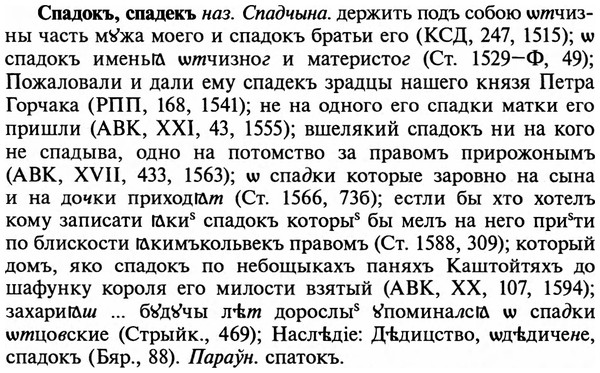 Спадокъ, спадекъ наз. Спадчына. держить подъ собою ѡтчиз-
ны часть мꙋжа моего и спадокъ братьи его (КСД, 247, 1515); ѡ
спадокъ именьꙗ ѡтчизног и материстог (Ст. 1529—Ф, 49);
Пожаловали и дали ему спадекъ зрадцы нашего князя Петра
Горчака (РПП, 168, 1541); не на одного его спадки матки его
пришли (АВК, XXI, 43, 1555); вшелякий спадокъ ни на кого
не спадыва, одно на потомство за правомъ прирожонымъ
(АВК, XVII, 433, 1563); ѡ спадки которые заровно на сына
и на дочки приходꙗт (Ст. 1566, 73б); естли бы хто хотелъ
кому записати ꙗкиˢ спадокъ которыˢ бы мелъ на него приˢти
по близкости ꙗкимъкольвекъ правомъ (Ст. 1588, 309); который
домъ, яко спадокъ по небощыкахъ паняхъ Каштойтяхъ до
шафунку короля его милости взятый (АВК, XX, 107, 1594);
захариꙗш ... бꙋдꙋчы лѣт дорослыˢ ꙋпоминалсꙗ ѡ спадки
ѡтцовские (Стрыйк., 469); Наслѣдіе: Дѣдицство, ѡдѣдичене,
спадокъ (Бяр., 88). Параўн. спатокъ.